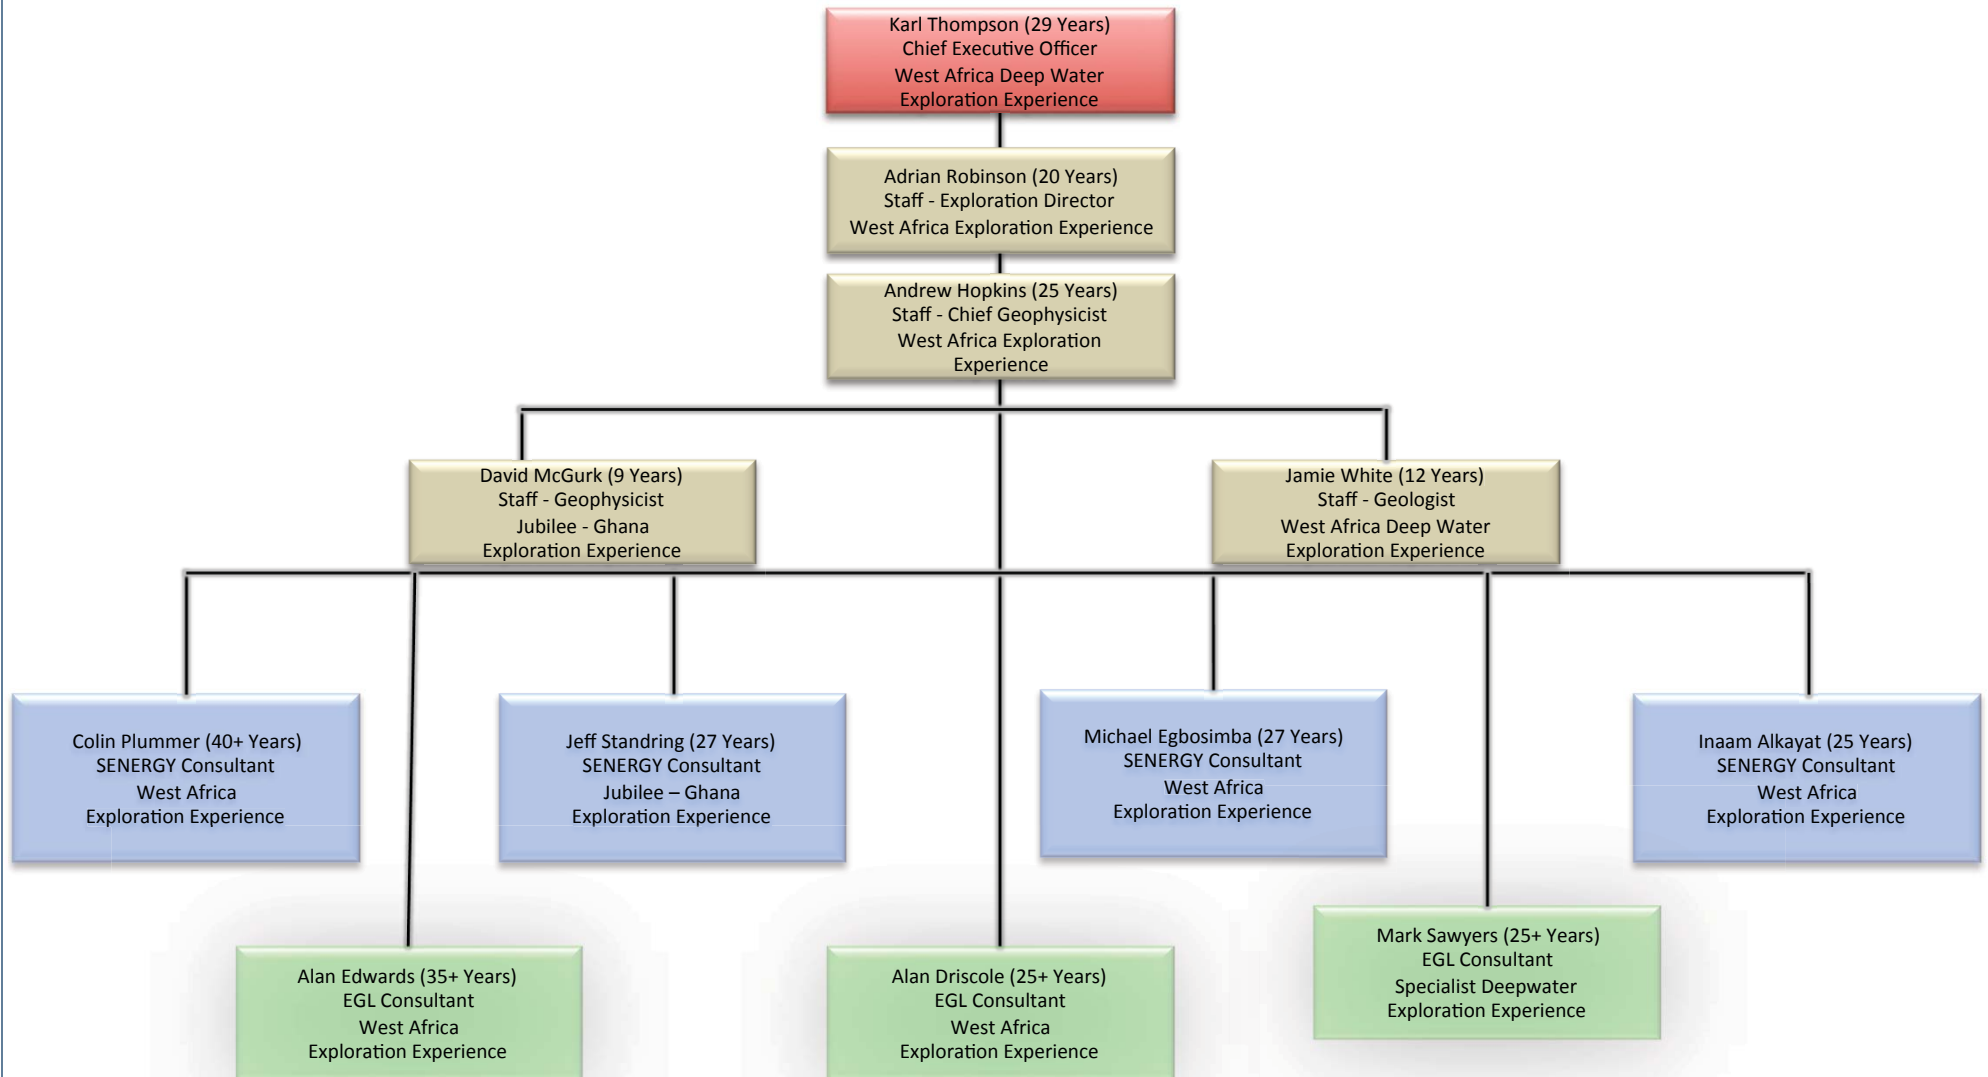 Karl Thompson (29 Years)
Chief Executive Officer
West Africa Deep Water
Exploration Experience
Adrian Robinson (20 Years)
Staff - Exploration Director
West Africa Exploration Experience
Andrew Hopkins (25 Years)
Staff - Chief Geophysicist
West Africa Exploration
Experience
David McGurk (9 Years)
Staff - Geophysicist
Jubilee - Ghana
Exploration Experience
Jamie White (12 Years)
Staff - Geologist
West Africa Deep Water
Exploration Experience
Colin Plummer (40+ Years)
SENERGY Consultant
West Africa
Exploration Experience
Jeff Standring (27 Years)
SENERGY Consultant
Jubilee – Ghana
Exploration Experience
Michael Egbosimba (27 Years)
SENERGY Consultant
West Africa
Exploration Experience
Inaam Alkayat (25 Years)
SENERGY Consultant
West Africa
Exploration Experience
Alan Edwards (35+ Years)
EGL Consultant
West Africa
Exploration Experience
Alan Driscole (25+ Years)
EGL Consultant
West Africa
Exploration Experience
Mark Sawyers (25+ Years)
EGL Consultant
Specialist Deepwater
Exploration Experience